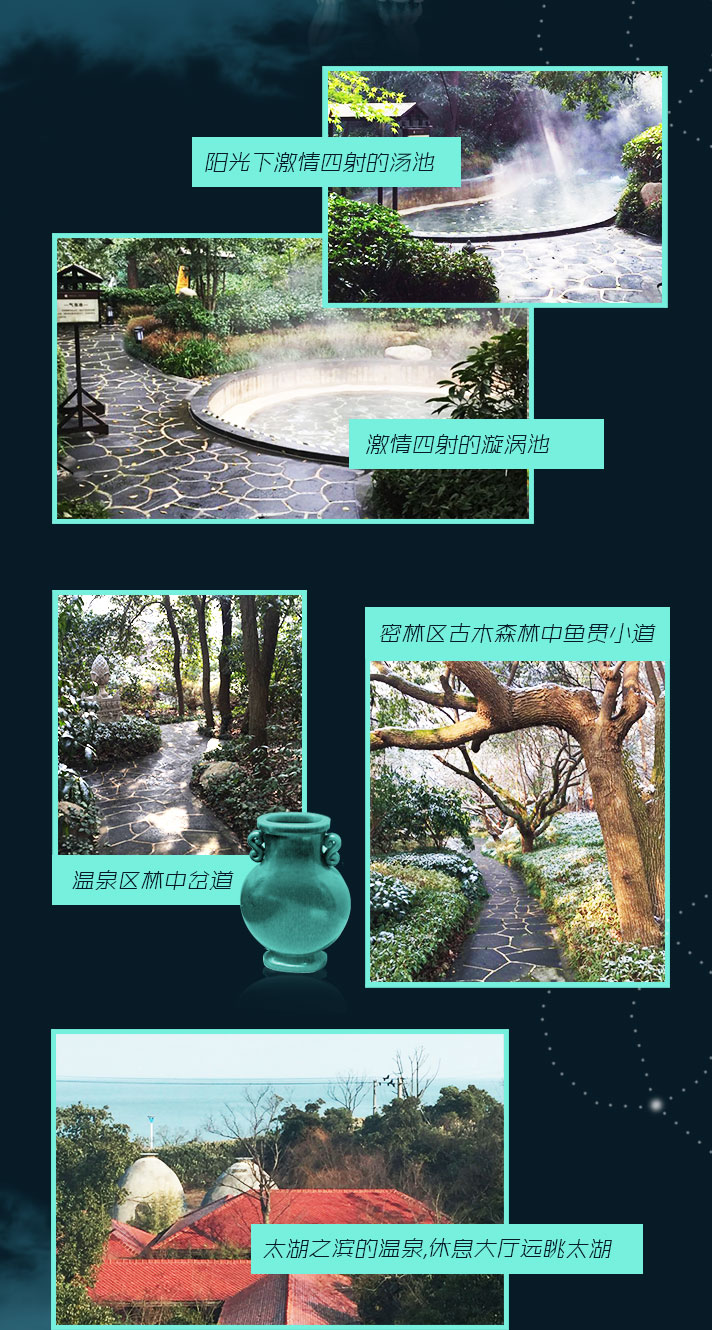 阳光下激情四射的汤池
激情四射的漩涡池
温泉区林中岔道
密林区古木森林中鱼贯小道
太湖之滨的温泉,休息大厅远眺太湖